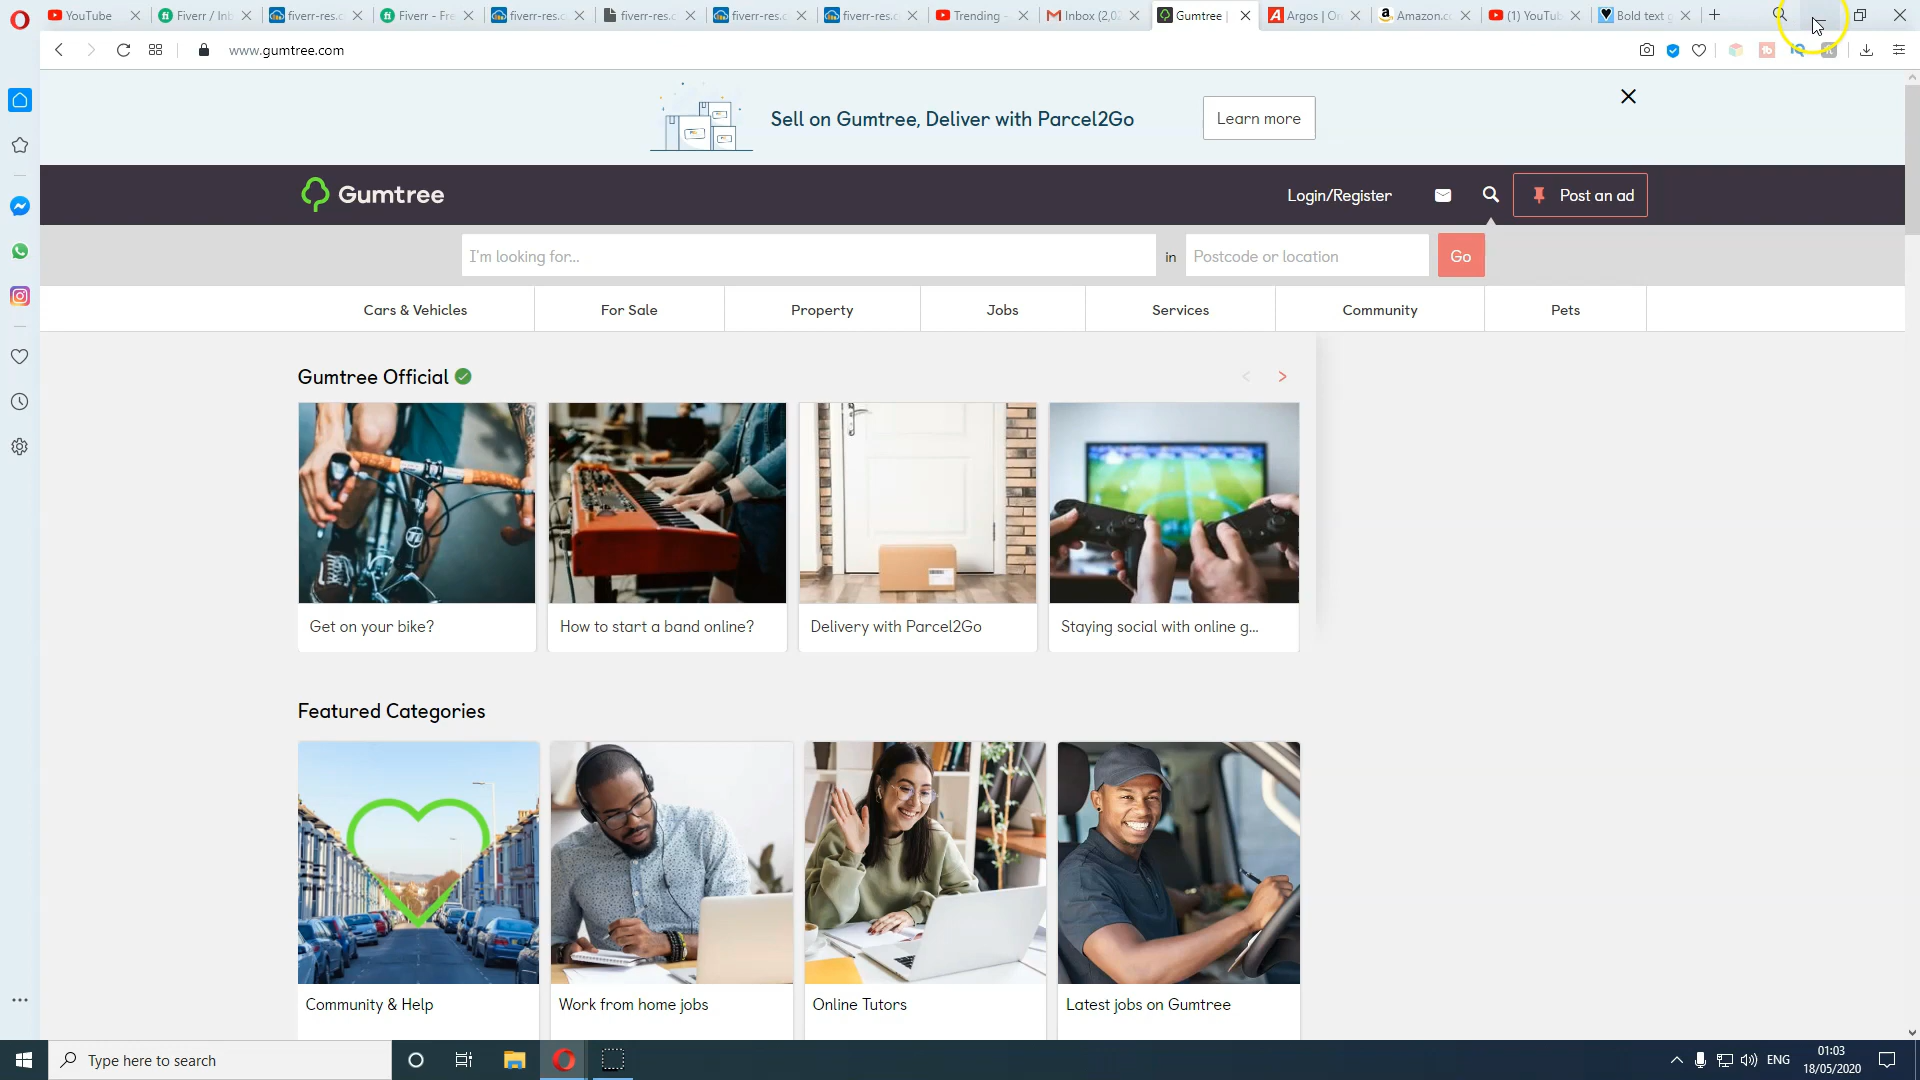 YouTube
Fiverr / Inb
fiverr-res.c
Fiverr - Fre
fiverr-res.c
fiverr-res.c
fiverr-res.c
fiverr-res.c
Trending -
Inbox (2,02
Gumtree |
Argos | On
Amazon.co
(1) YouTub
Bold text g
www.gumtree.com
Sell on Gumtree, Deliver with Parcel2Go
Learn more
Gumtree
Login/Register
Post an ad
I'm looking for...
in
Postcode or location
Go
Cars & Vehicles
For Sale
Property
Jobs
Services
Community
Pets
Gumtree Official
Get on your bike?
How to start a band online?
Delivery with Parcel2Go
Staying social with online g...
Featured Categories
Community & Help
Work from home jobs
Online Tutors
Latest jobs on Gumtree
Type here to search
ENG
01:03
18/05/2020